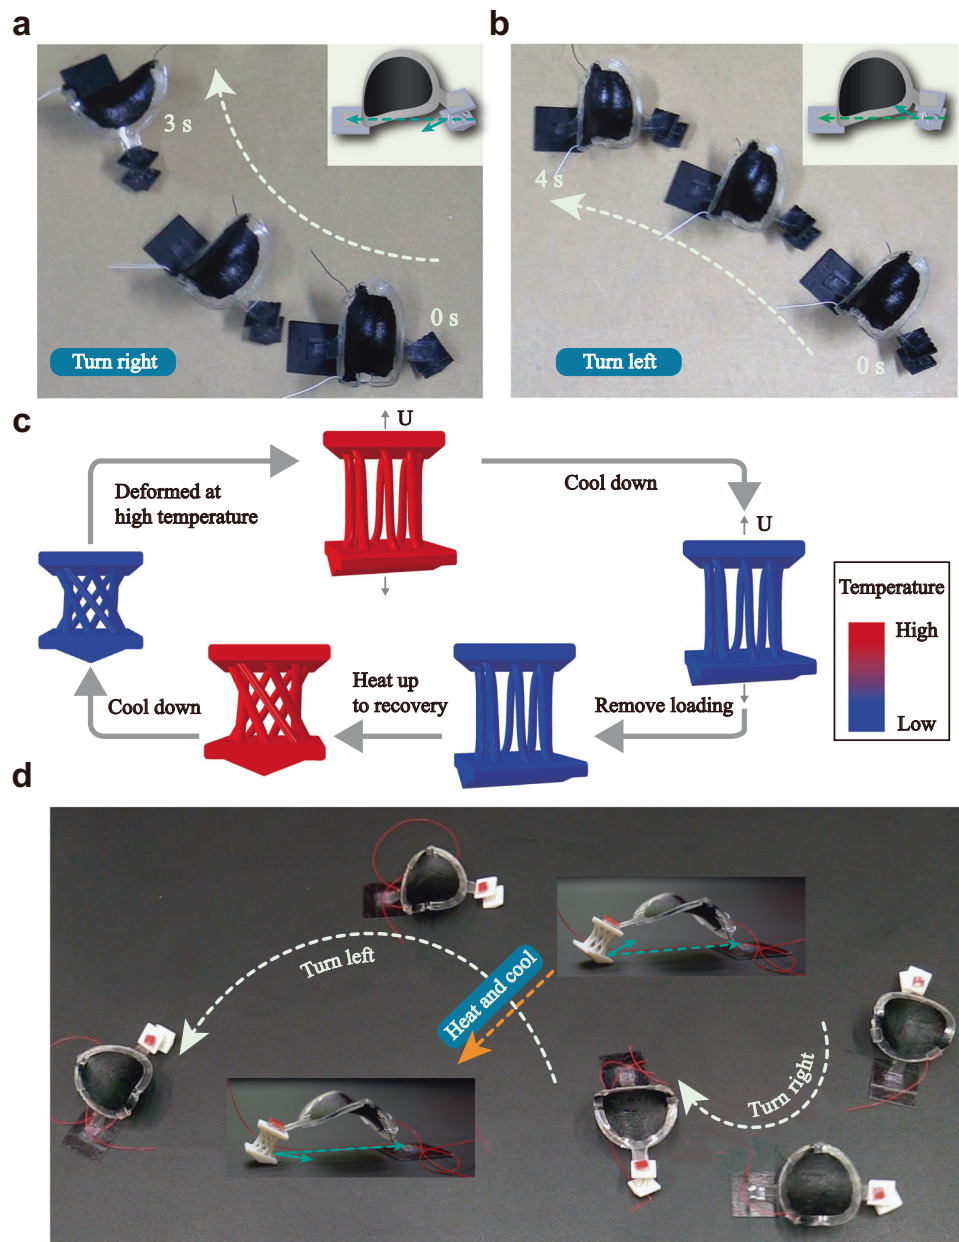 a
b
3 s
0 s
Turn right
4 s
0 s
Turn left
c
U
Deformed at
high temperature
Cool down
U
Temperature
High
Low
Cool down
Heat up
to recovery
Remove loading
d
Turn left
Heat and cool
Turn right